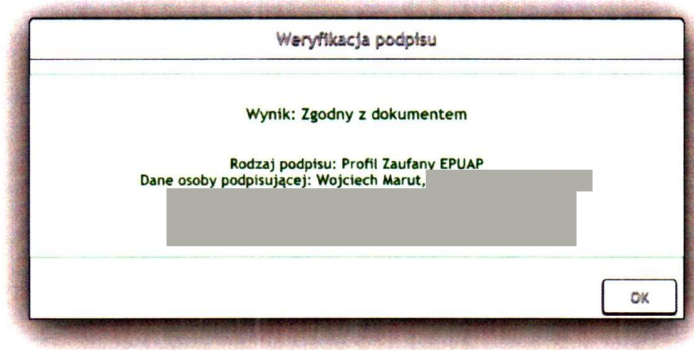 Weryfikacja podpisu
Wynik: Zgodny z dokumentem
Rodzaj podpisu: Profil Zaufany EPUAP
Dane osoby podpisującej: Wojciech Marut,
OK